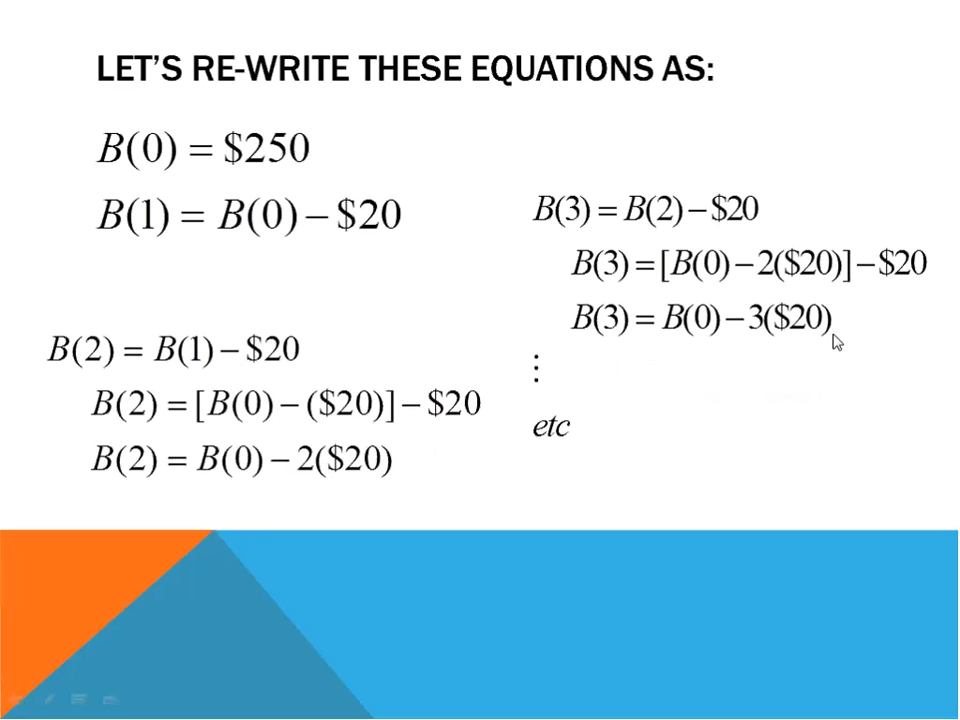 LET'S RE-WRITE THESE EQUATIONS AS:
B(0) = $250
B(1) = B(0) − $20
B(2) = B(1) − $20
B(2) = [B(0) − ($20)] − $20
B(2) = B(0) − 2($20)
B(3) = B(2) − $20
B(3) = [B(0) − 2($20)] − $20
B(3) = B(0) − 3($20)
⋮
etc